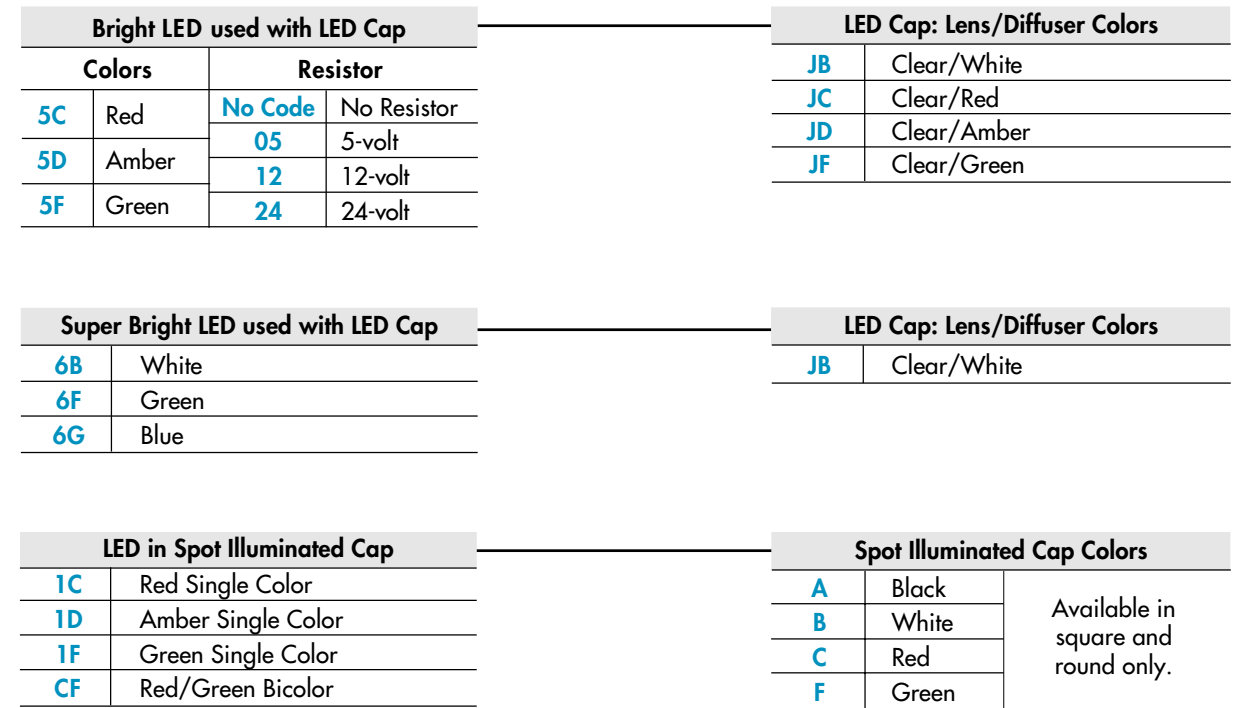 Bright LED used with LED Cap
Colors Resistor
5C Red
5D Amber
5F Green
No Code No Resistor
05 5-volt
12 12-volt
24 24-volt
LED Cap: Lens/Diffuser Colors
JB Clear/White
JC Clear/Red
JD Clear/Amber
JF Clear/Green
Super Bright LED used with LED Cap
6B White
6F Green
6G Blue
LED Cap: Lens/Diffuser Colors
JB Clear/White
LED in Spot Illuminated Cap
1C Red Single Color
1D Amber Single Color
1F Green Single Color
CF Red/Green Bicolor
Spot Illuminated Cap Colors
A Black
B White
C Red
F Green
Available in
square and
round only.